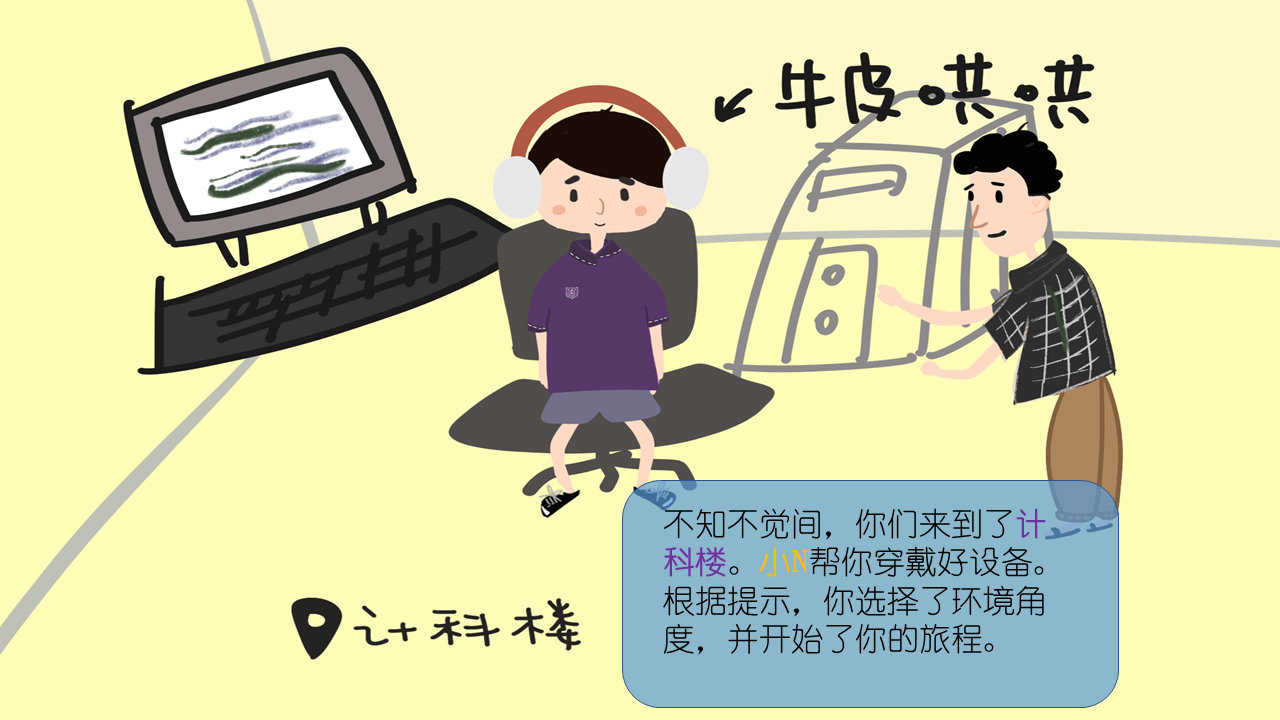 牛皮哄哄
不知不觉间，你们来到了计
科楼。小N帮你穿戴好设备。
根据提示，你选择了环境角
度，并开始了你的旅程。
计科楼